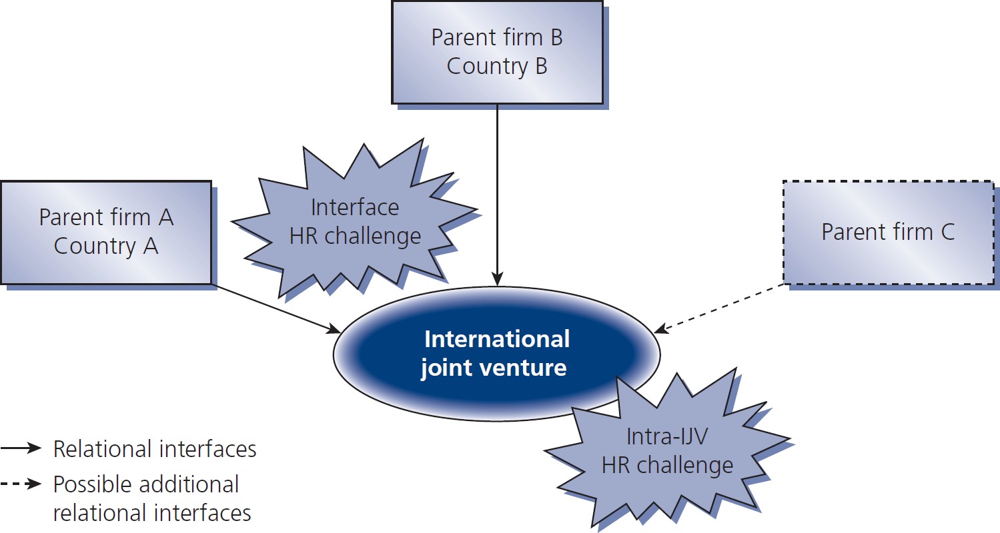 Parent firm B
Country B
Parent firm A
Country A
Interface
HR challenge
Parent firm C
International
joint venture
Intra-IJV
HR challenge
Relational interfaces
Possible additional
relational interfaces